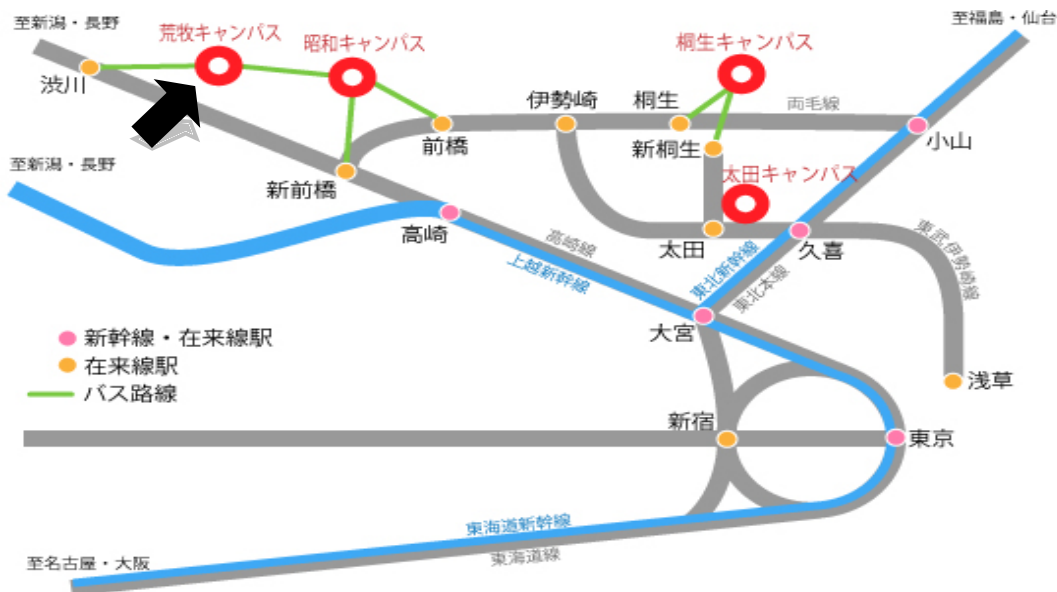 至新潟・長野
荒牧キャンパス
昭和キャンパス
桐生キャンパス
至福島・仙台
渋川
伊勢崎
桐生
両毛線
前橋
新桐生
小山
至新潟・長野
新前橋
太田キャンパス
高崎
高崎線
上越新幹線
太田
東北新幹線
東北本線
久喜
東武伊勢崎線
大宮
新幹線・在来線駅
在来線駅
バス路線
浅草
新宿
東京
東海道新幹線
東海道線
至名古屋・大阪